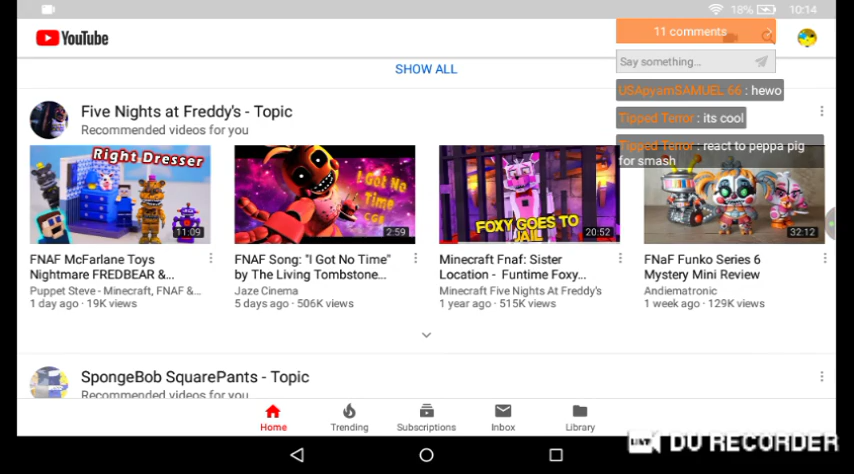 18% 10:14
YouTube
11 comments
SHOW ALL
Say something...
USApyamSAMUEL 66 : hewo
Tipped Terror : its cool
Tipped Terror : react to peppa pig
for smash
Five Nights at Freddy's - Topic
Recommended videos for you
Right Dresser
11:09
I Got No
Time
CG5
2:59
FOXY GOES TO
JAIL
20:52
32:12
FNAF McFarlane Toys
Nightmare FREDBEAR &...
Puppet Steve - Minecraft, FNAF &...
1 day ago · 19K views
FNAF Song: "I Got No Time"
by The Living Tombstone...
Jaze Cinema
5 days ago · 506K views
Minecraft Fnaf: Sister
Location - Funtime Foxy...
Minecraft Five Nights At Freddy's
1 year ago · 515K views
FNaF Funko Series 6
Mystery Mini Review
Andiematronic
1 week ago · 129K views
SpongeBob SquarePants - Topic
Recommended videos for you
Home
Trending
Subscriptions
Inbox
Library
DU RECORDER